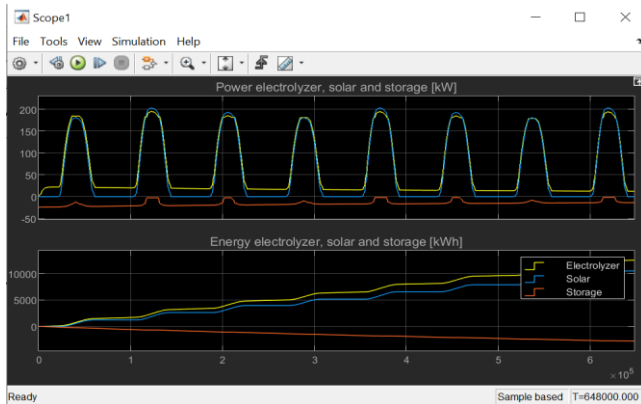 Scope1
File Tools View Simulation Help
Power electrolyzer, solar and storage [kW]
200
150
100
50
0
-50
Energy electrolyzer, solar and storage [kWh]
10000
5000
0
Electrolyzer
Solar
Storage
0 1 2 3 4 5 6
×10⁵
Ready Sample based T=648000.000